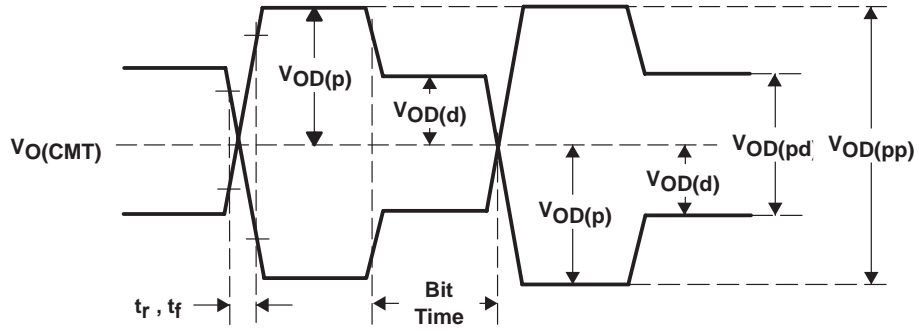 VOD(p)
VOD(d)
VO(CMT)
VOD(pd)
VOD(pp)
VOD(d)
VOD(p)
tr , tf
Bit
Time